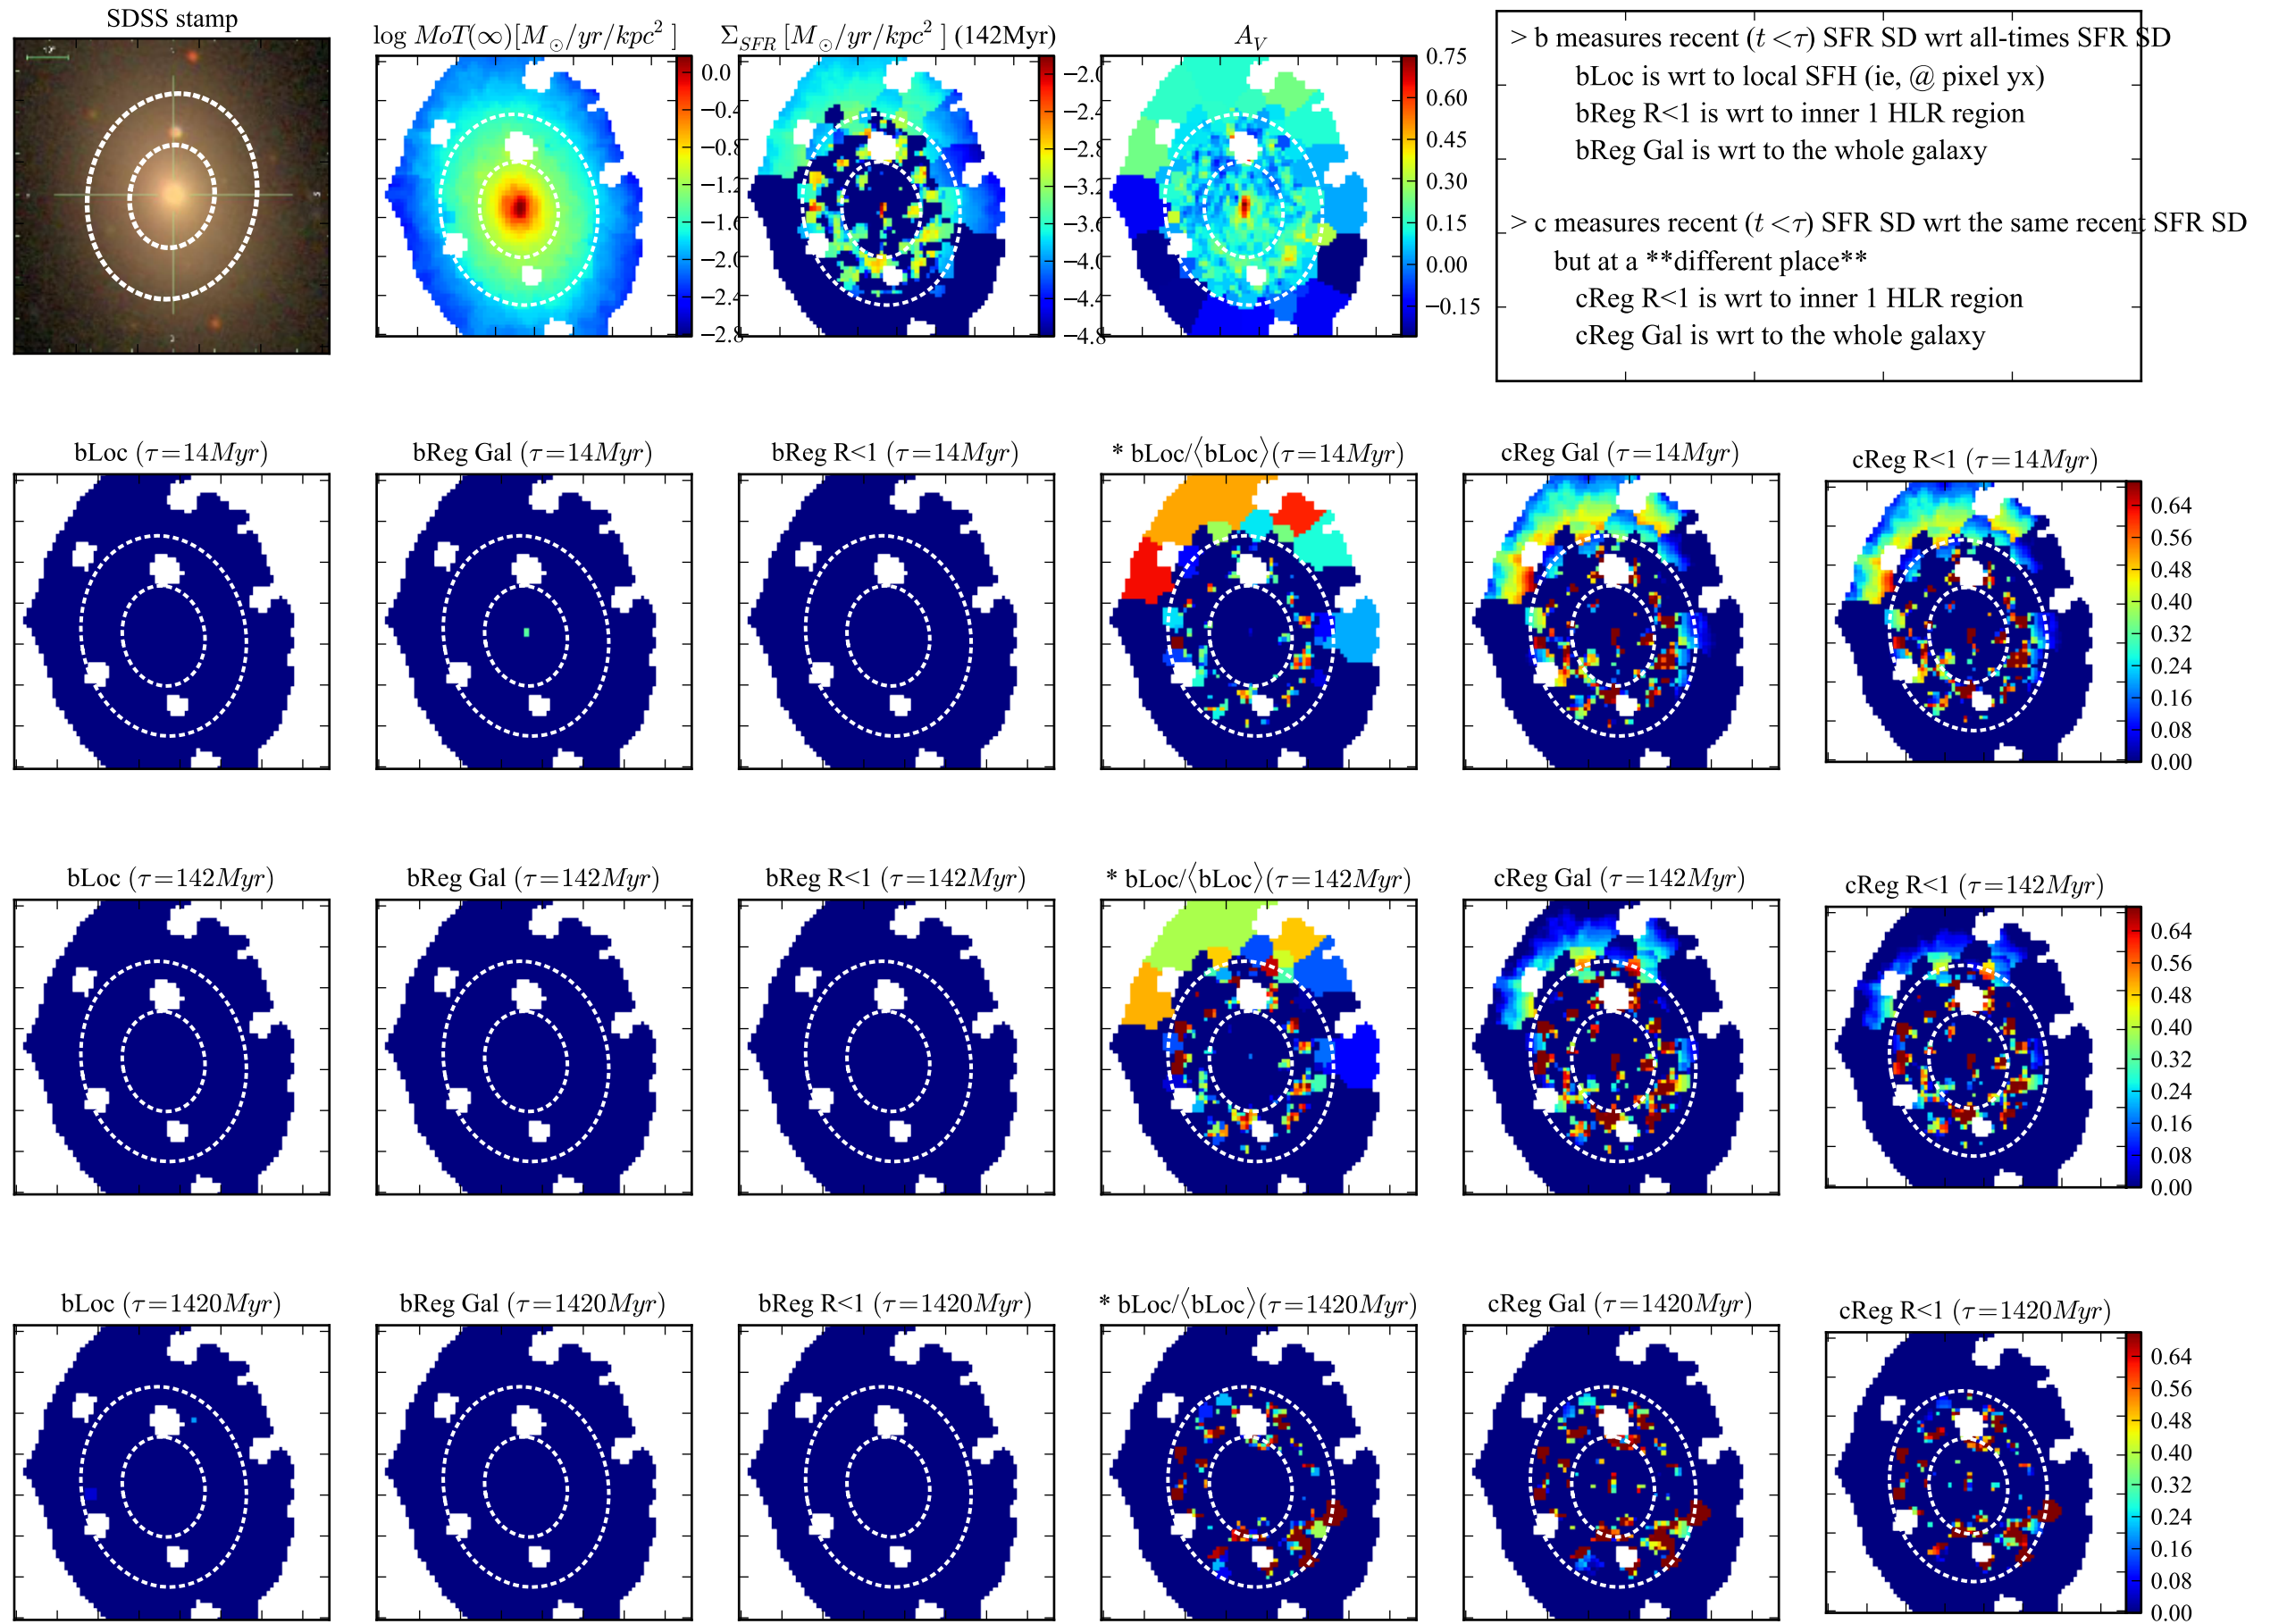 SDSS stamp
log MoT(∞)[M⊙/yr/kpc²]
Σ_SFR [M⊙/yr/kpc²] (142Myr)
A_V
0.0
−0.4
−0.8
−1.2
−1.6
−2.0
−2.4
−2.8
−2.0
−2.4
−2.8
−3.2
−3.6
−4.0
−4.4
−4.8
0.75
0.60
0.45
0.30
0.15
0.00
−0.15
> b measures recent (t <τ) SFR SD wrt all-times SFR SD
bLoc is wrt to local SFH (ie, @ pixel yx)
bReg R<1 is wrt to inner 1 HLR region
bReg Gal is wrt to the whole galaxy
> c measures recent (t <τ) SFR SD wrt the same recent SFR SD
but at a **different place**
cReg R<1 is wrt to inner 1 HLR region
cReg Gal is wrt to the whole galaxy
bLoc (τ=14Myr)
bReg Gal (τ=14Myr)
bReg R<1 (τ=14Myr)
* bLoc/⟨bLoc⟩(τ=14Myr)
cReg Gal (τ=14Myr)
cReg R<1 (τ=14Myr)
0.64
0.56
0.48
0.40
0.32
0.24
0.16
0.08
0.00
bLoc (τ=142Myr)
bReg Gal (τ=142Myr)
bReg R<1 (τ=142Myr)
* bLoc/⟨bLoc⟩(τ=142Myr)
cReg Gal (τ=142Myr)
cReg R<1 (τ=142Myr)
0.64
0.56
0.48
0.40
0.32
0.24
0.16
0.08
0.00
bLoc (τ=1420Myr)
bReg Gal (τ=1420Myr)
bReg R<1 (τ=1420Myr)
* bLoc/⟨bLoc⟩(τ=1420Myr)
cReg Gal (τ=1420Myr)
cReg R<1 (τ=1420Myr)
0.64
0.56
0.48
0.40
0.32
0.24
0.16
0.08
0.00